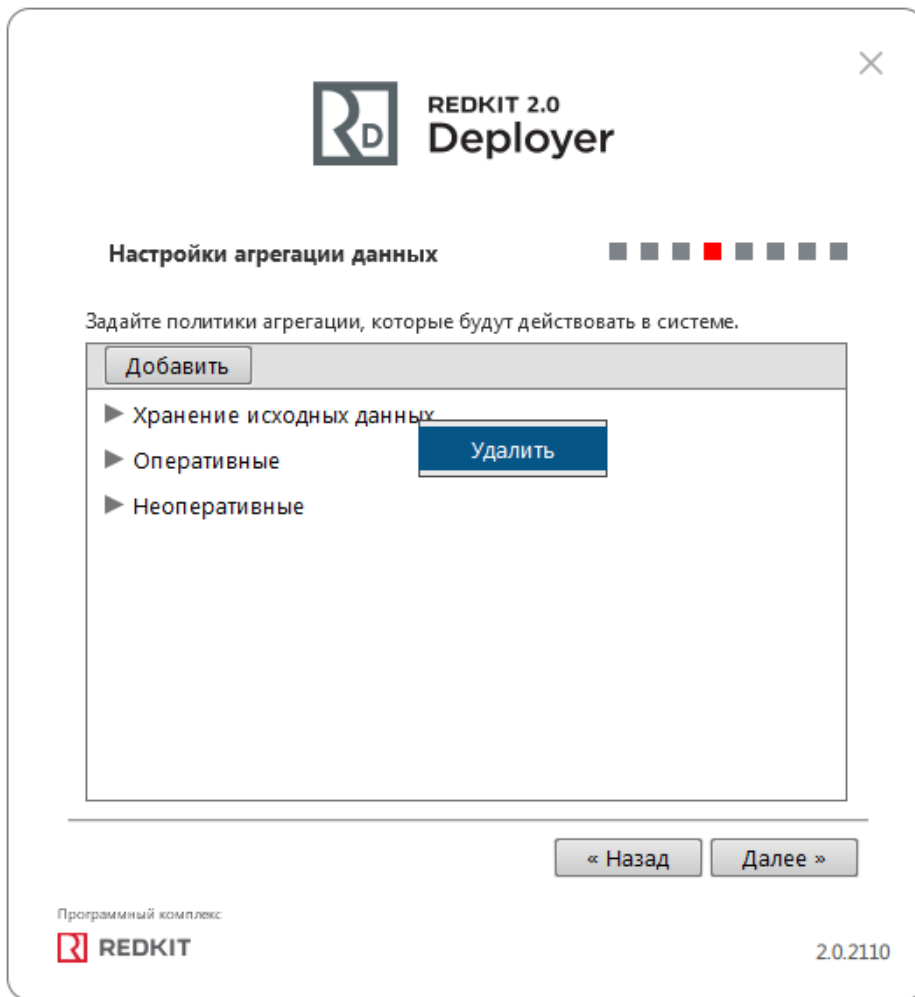 REDKIT 2.0
Deployer
Настройки агрегации данных
Задайте политики агрегации, которые будут действовать в системе.
Добавить
Хранение исходных данных
Удалить
Оперативные
Неоперативные
« Назад
Далее »
Программный комплекс
REDKIT
2.0.2110